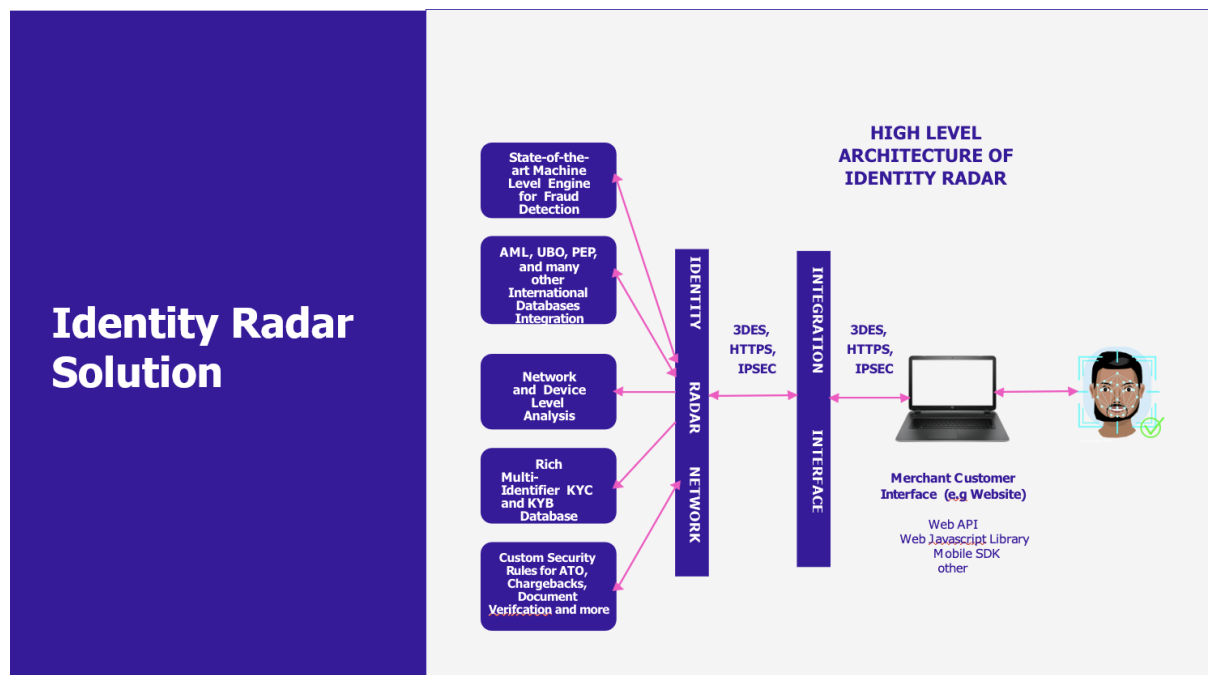 Identity Radar
Solution
HIGH LEVEL
ARCHITECTURE OF
IDENTITY RADAR
State-of-the-
art Machine
Level Engine
for Fraud
Detection
AML, UBO, PEP,
and many
other
International
Databases
Integration
Network
and Device
Level
Analysis
Rich
Multi-
Identifier KYC
and KYB
Database
Custom Security
Rules for ATO,
Chargebacks,
Document
Verifcation and more
IDENTITY RADAR NETWORK
3DES,
HTTPS,
IPSEC
INTEGRATION INTERFACE
3DES,
HTTPS,
IPSEC
Merchant Customer
Interface (e,g Website)
Web API
Web Javascript Library
Mobile SDK
other